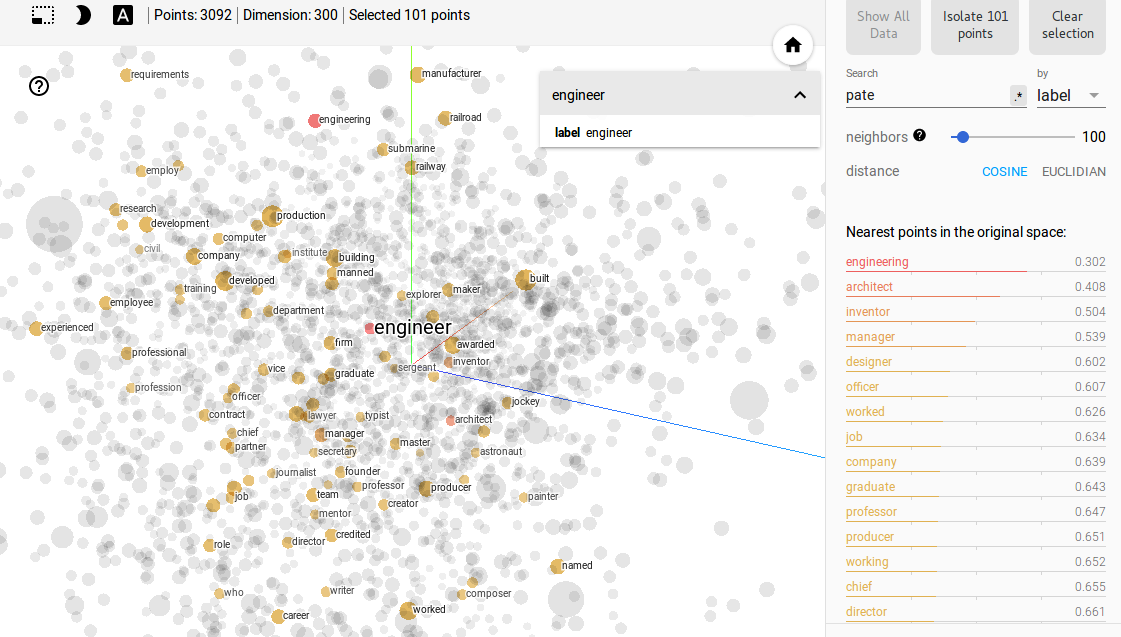 A
Points: 3092 | Dimension: 300 | Selected 101 points
Show All Data
Isolate 101 points
Clear selection
Search
by
pate
.*
label
neighbors
?
100
distance
COSINE
EUCLIDIAN
Nearest points in the original space:
engineering 0.302
architect 0.408
inventor 0.504
manager 0.539
designer 0.602
officer 0.607
worked 0.626
job 0.634
company 0.639
graduate 0.643
professor 0.647
producer 0.651
working 0.652
chief 0.655
director 0.661
engineer
label engineer
?
requirements
manufacturer
engineering
railroad
submarine
railway
employ
research
development
production
computer
civil
company
institute
building
manned
training
developed
built
explorer
maker
employee
department
experienced
engineer
firm
awarded
professional
inventor
vice
graduate
sergeant
profession
officer
jockey
contract
lawyer
typist
architect
chief
manager
partner
master
secretary
astronaut
journalist
founder
professor
producer
job
team
creator
painter
mentor
role
director
credited
named
who
writer
composer
career
worked